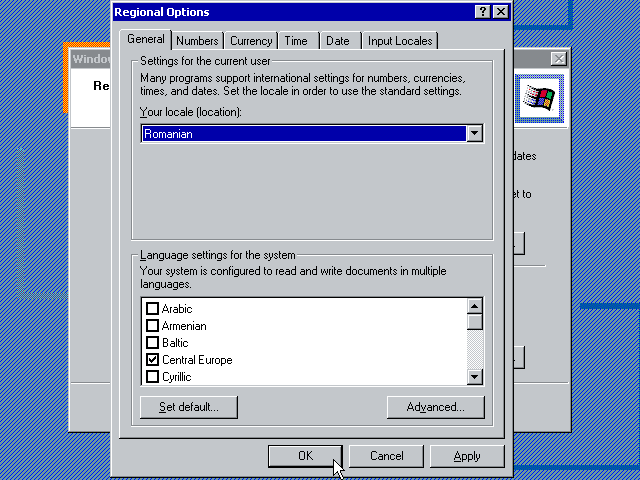 Regional Options
Window
Re
General
Numbers
Currency
Time
Date
Input Locales
Settings for the current user
Many programs support international settings for numbers, currencies,
times, and dates. Set the locale in order to use the standard settings.
Your locale (location):
Romanian
dates
et to
Language settings for the system
Your system is configured to read and write documents in multiple
languages.
Arabic
Armenian
Baltic
Central Europe
Cyrillic
Set default...
Advanced...
OK
Cancel
Apply